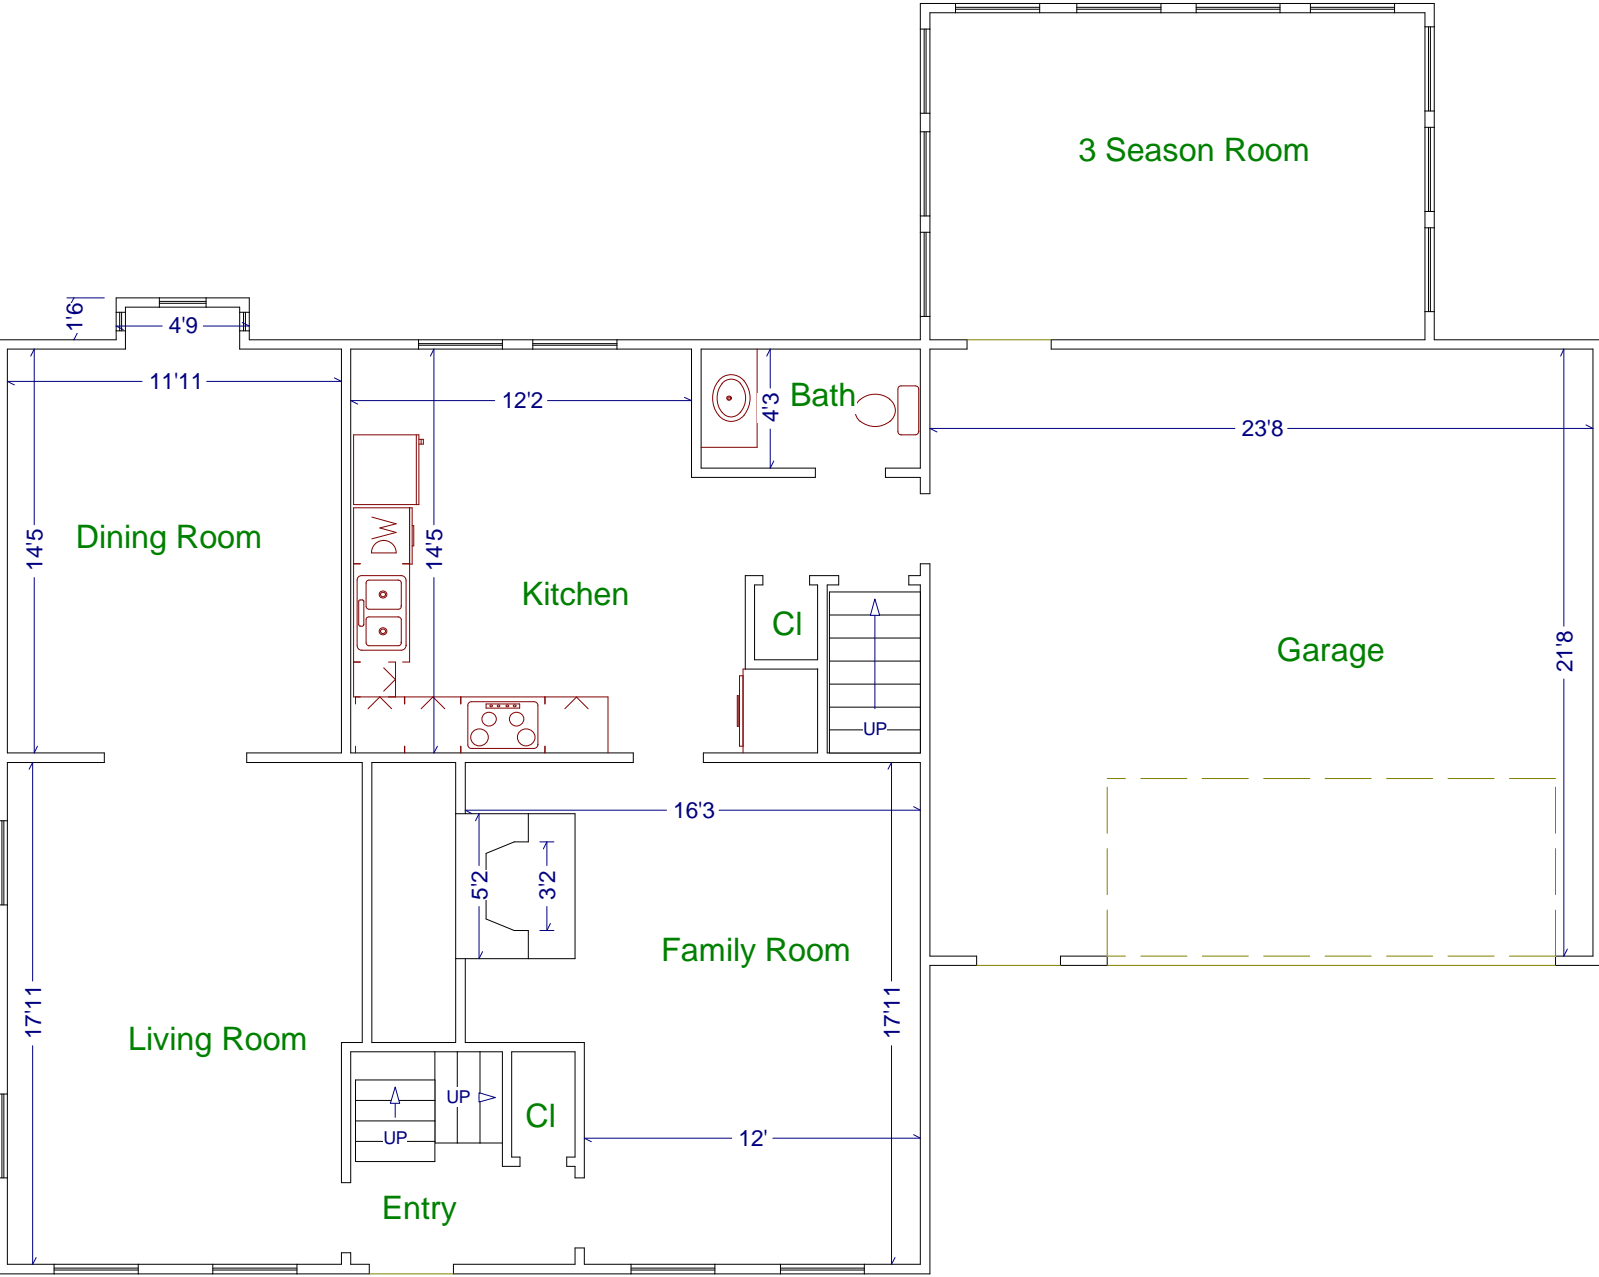 3 Season Room
1'6
4'9
11'11
12'2
4'3
Bath
23'8
14'5
Dining Room
DW
14'5
Kitchen
Cl
Garage
21'8
UP
16'3
5'2
3'2
Family Room
17'11
Living Room
17'11
UP
UP
Cl
12'
Entry